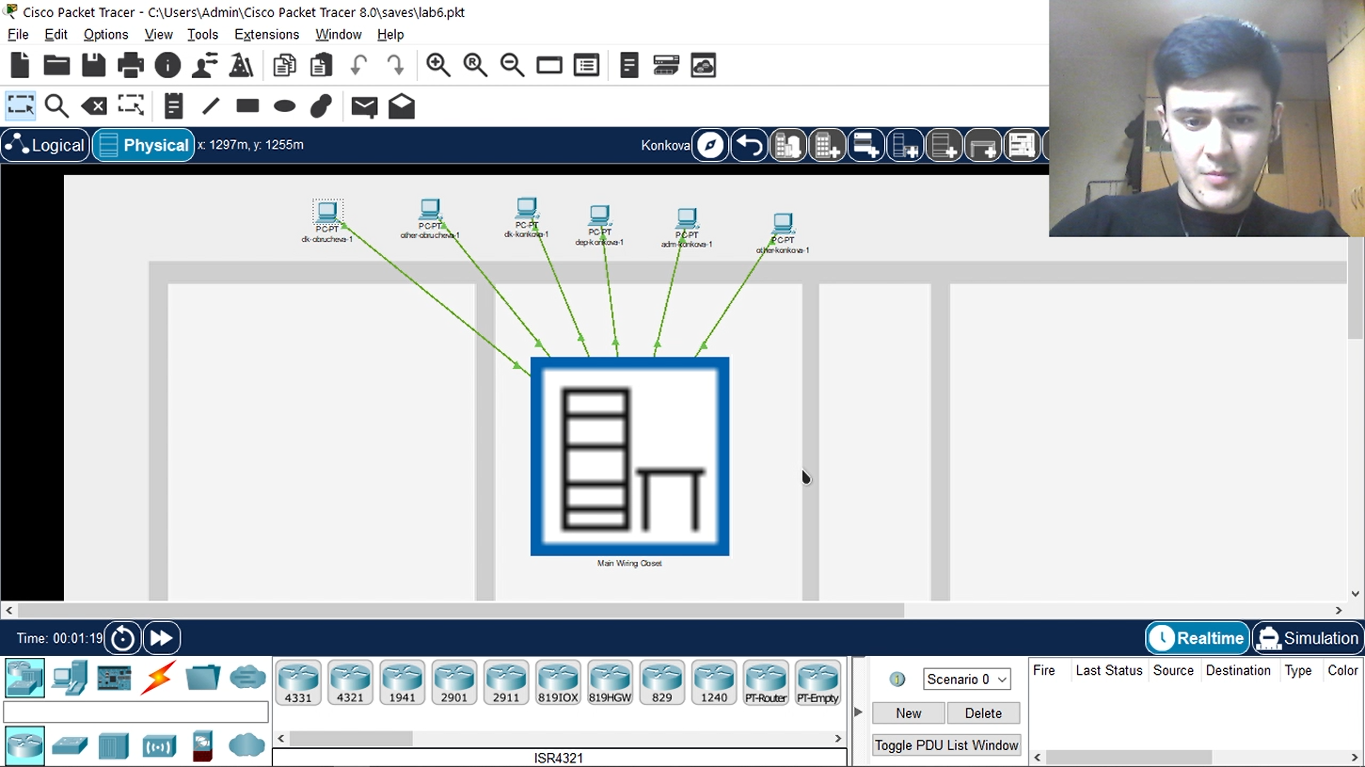 Cisco Packet Tracer - C:\Users\Admin\Cisco Packet Tracer 8.0\saves\lab6.pkt
File Edit Options View Tools Extensions Window Help
Logical Physical x: 1297m, y: 1255m Konkova
PC-PT
dk-obrucheva-1
PC-PT
other-obrucheva-1
PC-PT
dk-konkova-1
PC-PT
dep-konkova-1
PC-PT
adm-konkova-1
PC-PT
other-konkova-1
Main Wiring Closet
Time: 00:01:19 Realtime Simulation
4331 4321 1941 2901 2911 819IOX 819HGW 829 1240 PT-Router PT-Empty
ISR4321
Scenario 0
New Delete
Toggle PDU List Window
Fire Last Status Source Destination Type Color